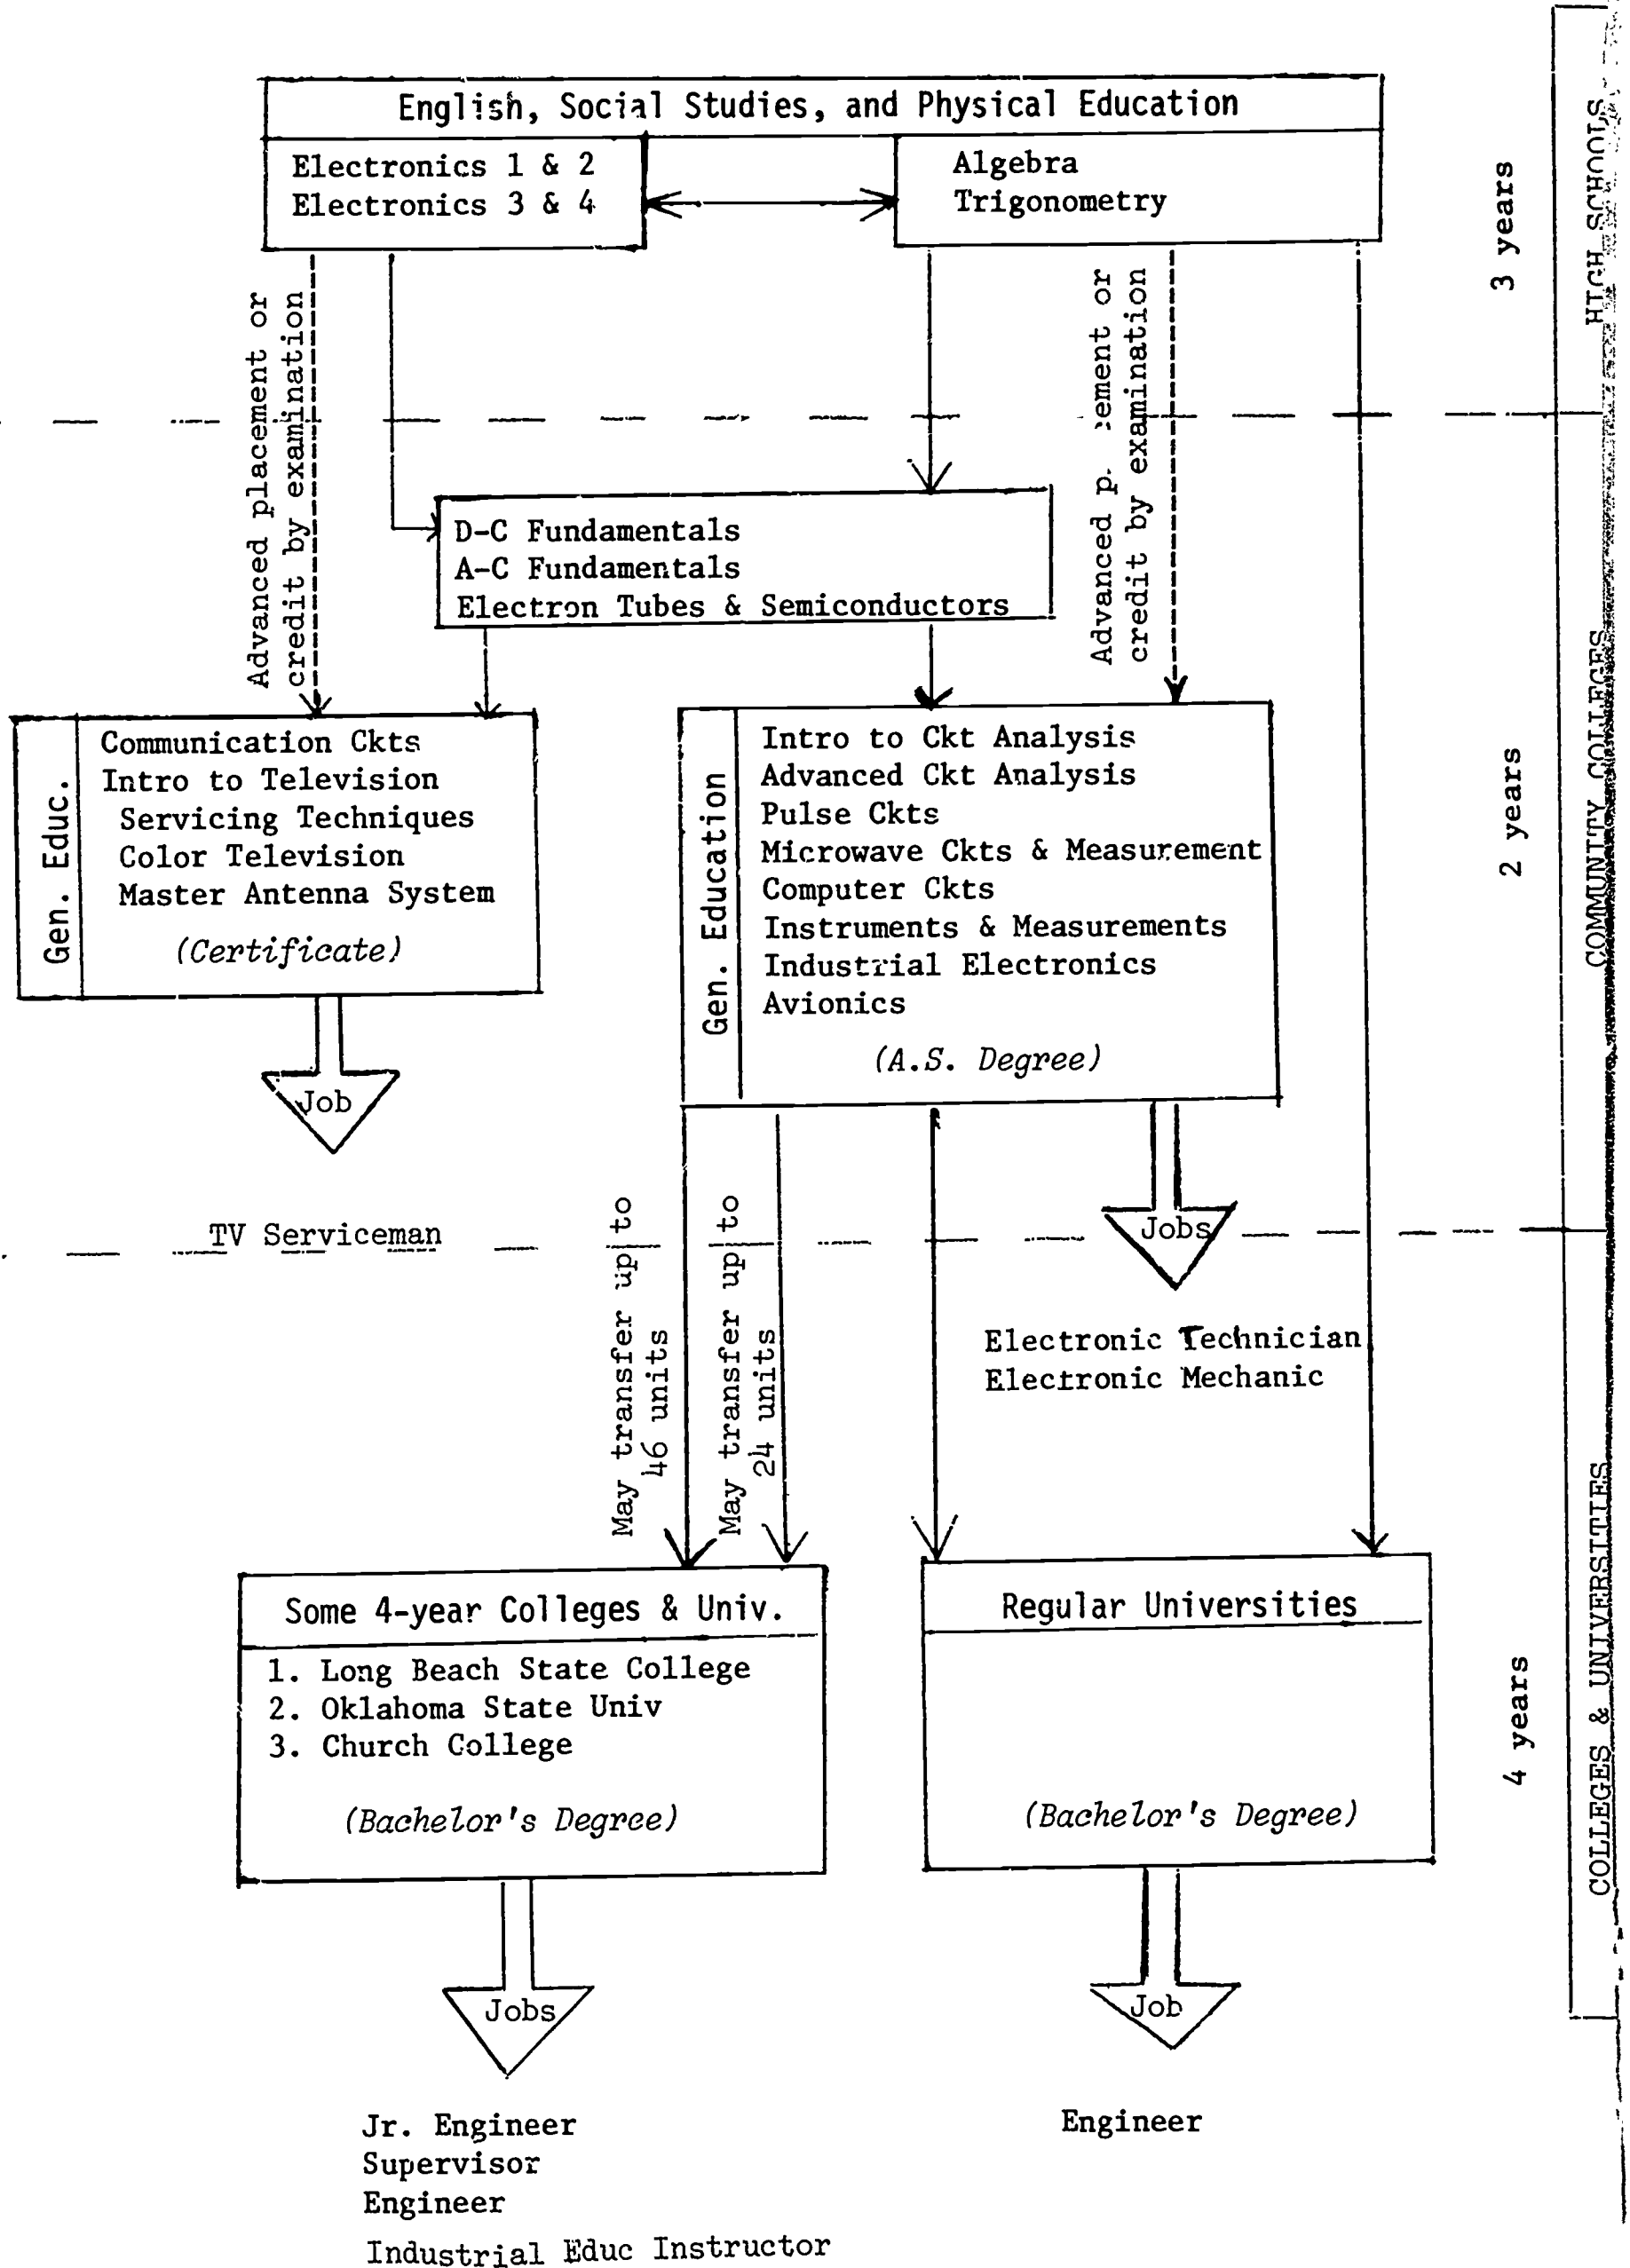 English, Social Studies, and Physical Education
Electronics 1 & 2
Electronics 3 & 4
Algebra
Trigonometry
3 years
HIGH SCHOOLS
Advanced placement or
credit by examination
Advanced p  ement or
credit by examination
D-C Fundamentals
A-C Fundamentals
Electron Tubes & Semiconductors
Gen. Educ.
Communication Ckts
Intro to Television
Servicing Techniques
Color Television
Master Antenna System
(Certificate)
Gen. Education
Intro to Ckt Analysis
Advanced Ckt Analysis
Pulse Ckts
Microwave Ckts & Measurement
Computer Ckts
Instruments & Measurements
Industrial Electronics
Avionics
(A.S. Degree)
2 years
COMMUNITY COLLEGES
Job
TV Serviceman
Jobs
Electronic Technician
Electronic Mechanic
May transfer up to
46 units
May transfer up to
24 units
Some 4-year Colleges & Univ.
1. Long Beach State College
2. Oklahoma State Univ
3. Church College
(Bachelor's Degree)
Regular Universities
(Bachelor's Degree)
4 years
COLLEGES & UNIVERSITIES
Jobs
Job
Jr. Engineer
Supervisor
Engineer
Industrial Educ Instructor
Engineer